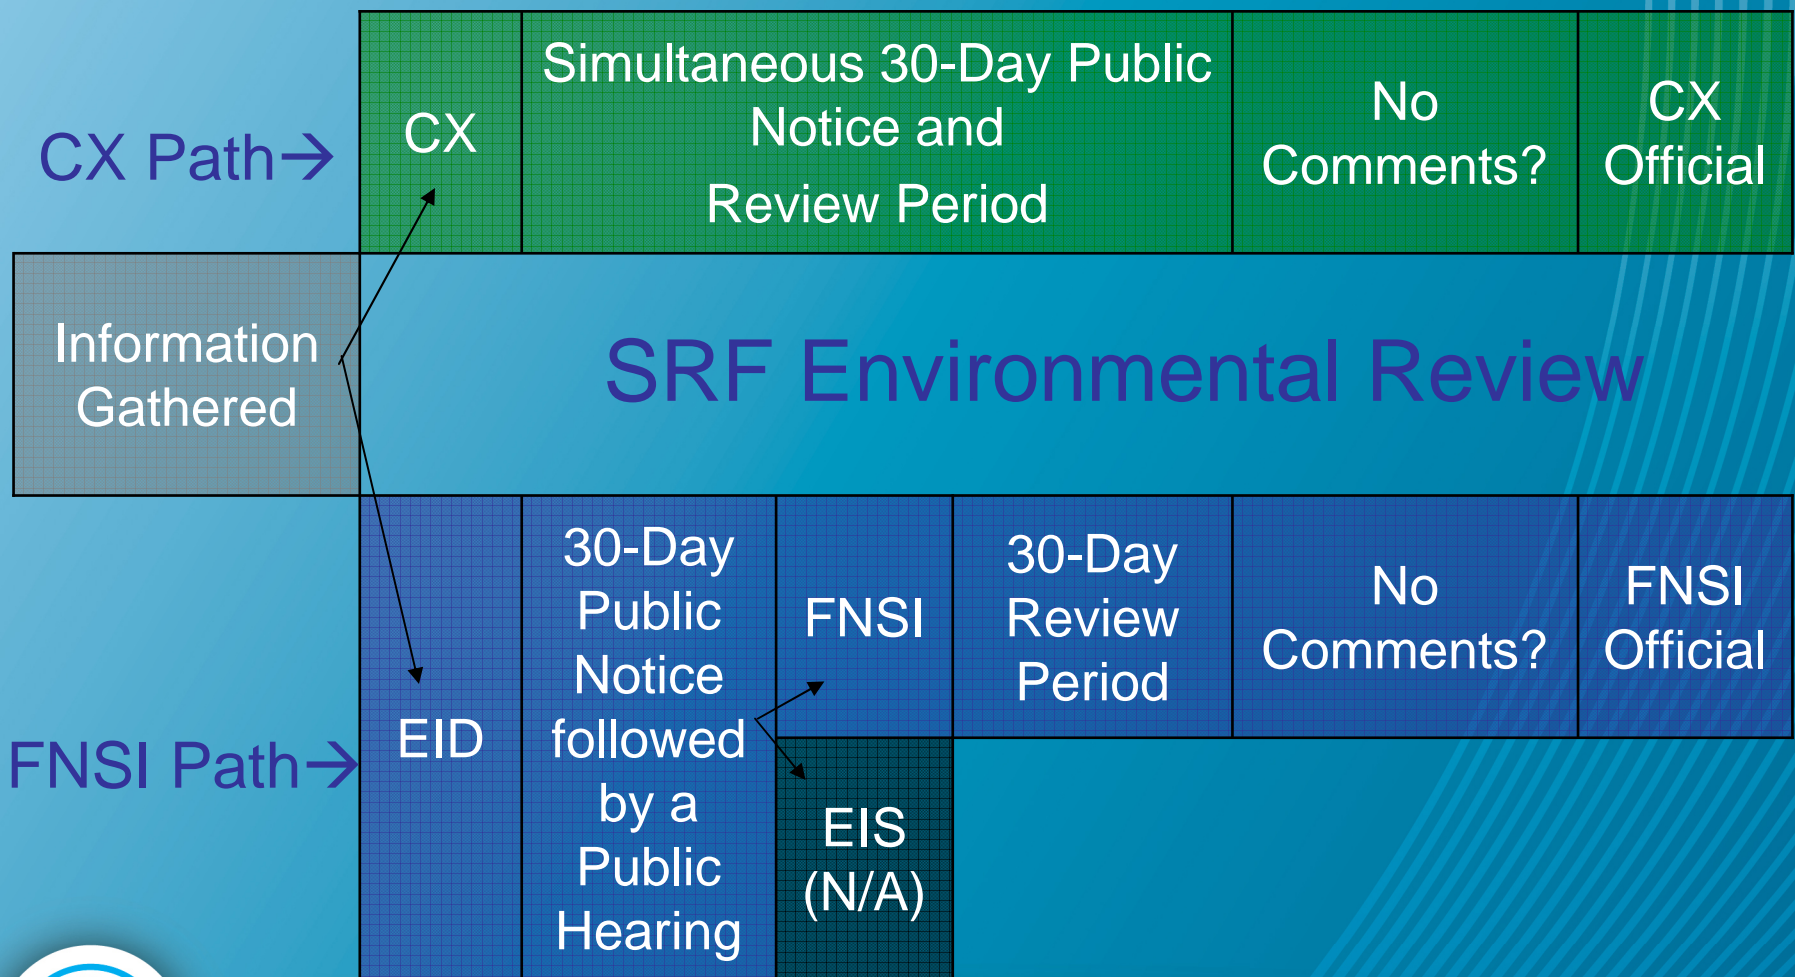 CX Path→
CX
Simultaneous 30-Day Public
Notice and
Review Period
No
Comments?
CX
Official
Information
Gathered
SRF Environmental Review
FNSI Path→
EID
30-Day
Public
Notice
followed
by a
Public
Hearing
FNSI
EIS
(N/A)
30-Day
Review
Period
No
Comments?
FNSI
Official